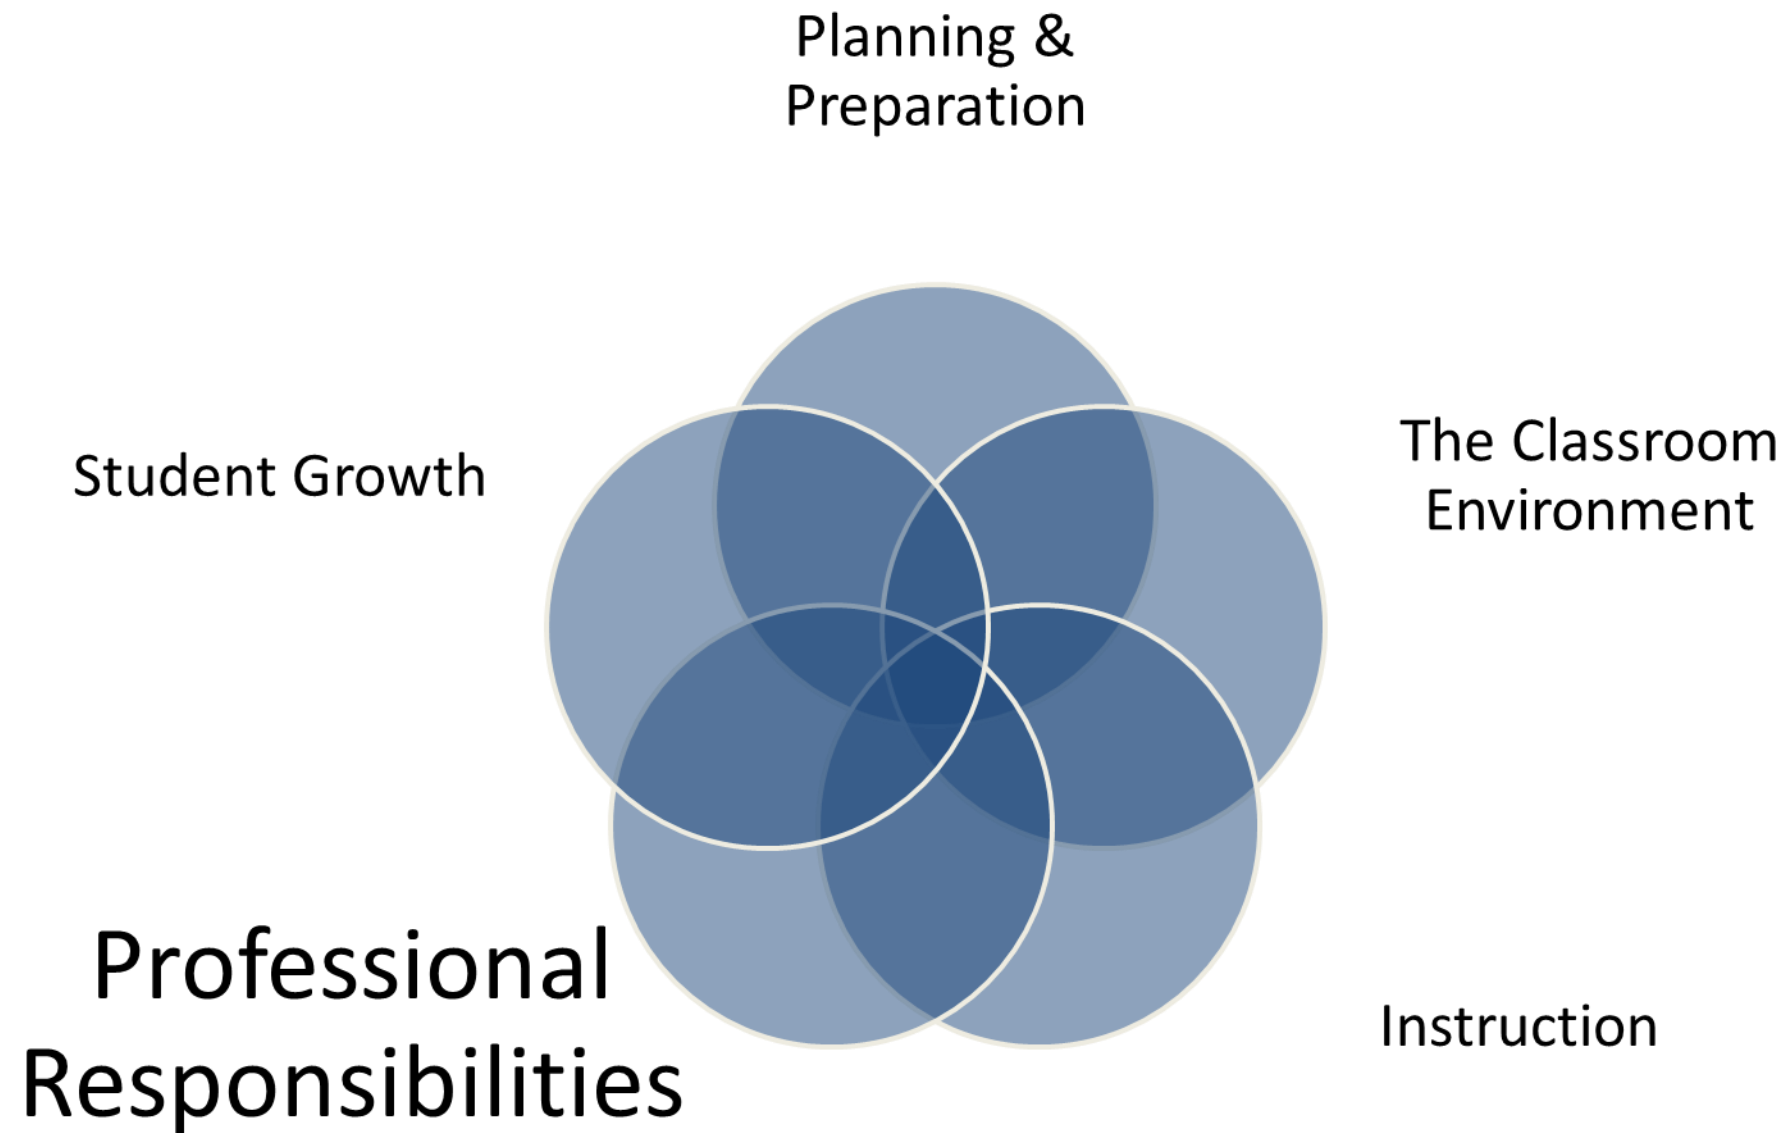 Planning &
Preparation
Student Growth
The Classroom
Environment
Professional
Responsibilities
Instruction